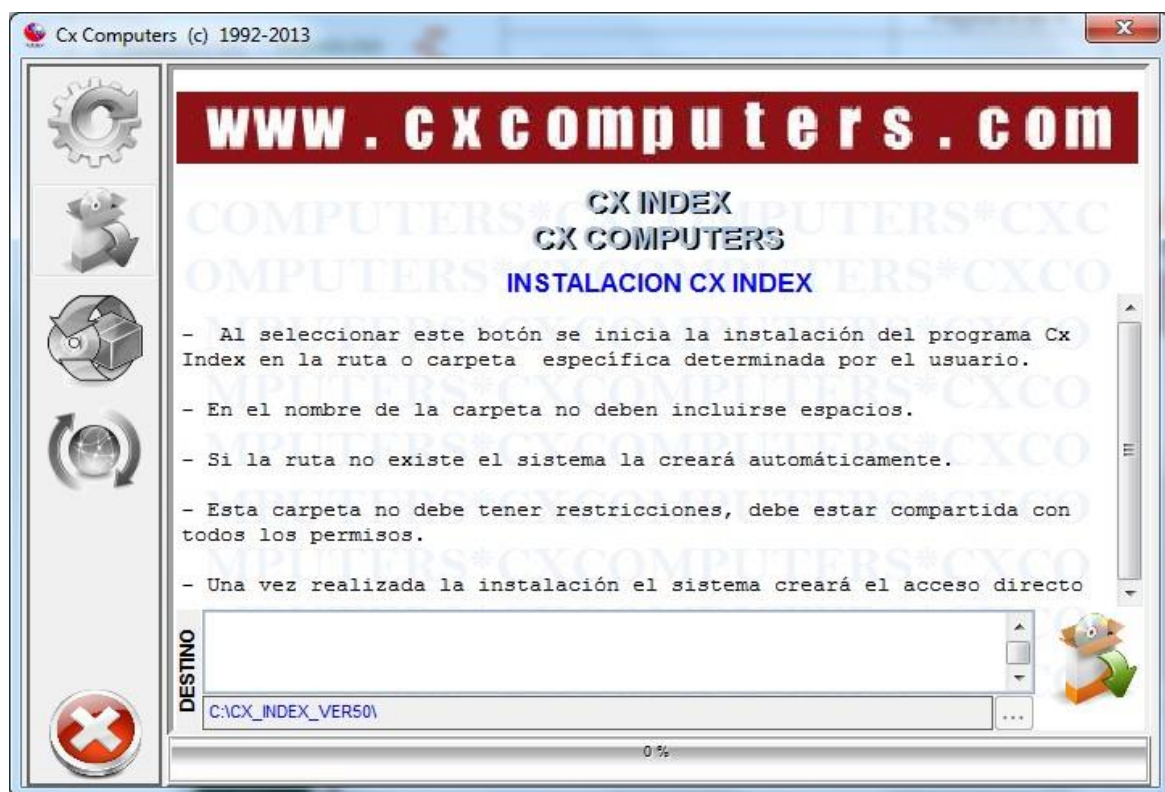 Cx Computers (c) 1992-2013
www.cxcomputers.com
CX INDEX
CX COMPUTERS
INSTALACION CX INDEX
- Al seleccionar este botón se inicia la instalación del programa Cx
Index en la ruta o carpeta específica determinada por el usuario.
- En el nombre de la carpeta no deben incluirse espacios.
- Si la ruta no existe el sistema la creará automáticamente.
- Esta carpeta no debe tener restricciones, debe estar compartida con
todos los permisos.
- Una vez realizada la instalación el sistema creará el acceso directo
DESTINO
C:\CX_INDEX_VER50\
...
0 %